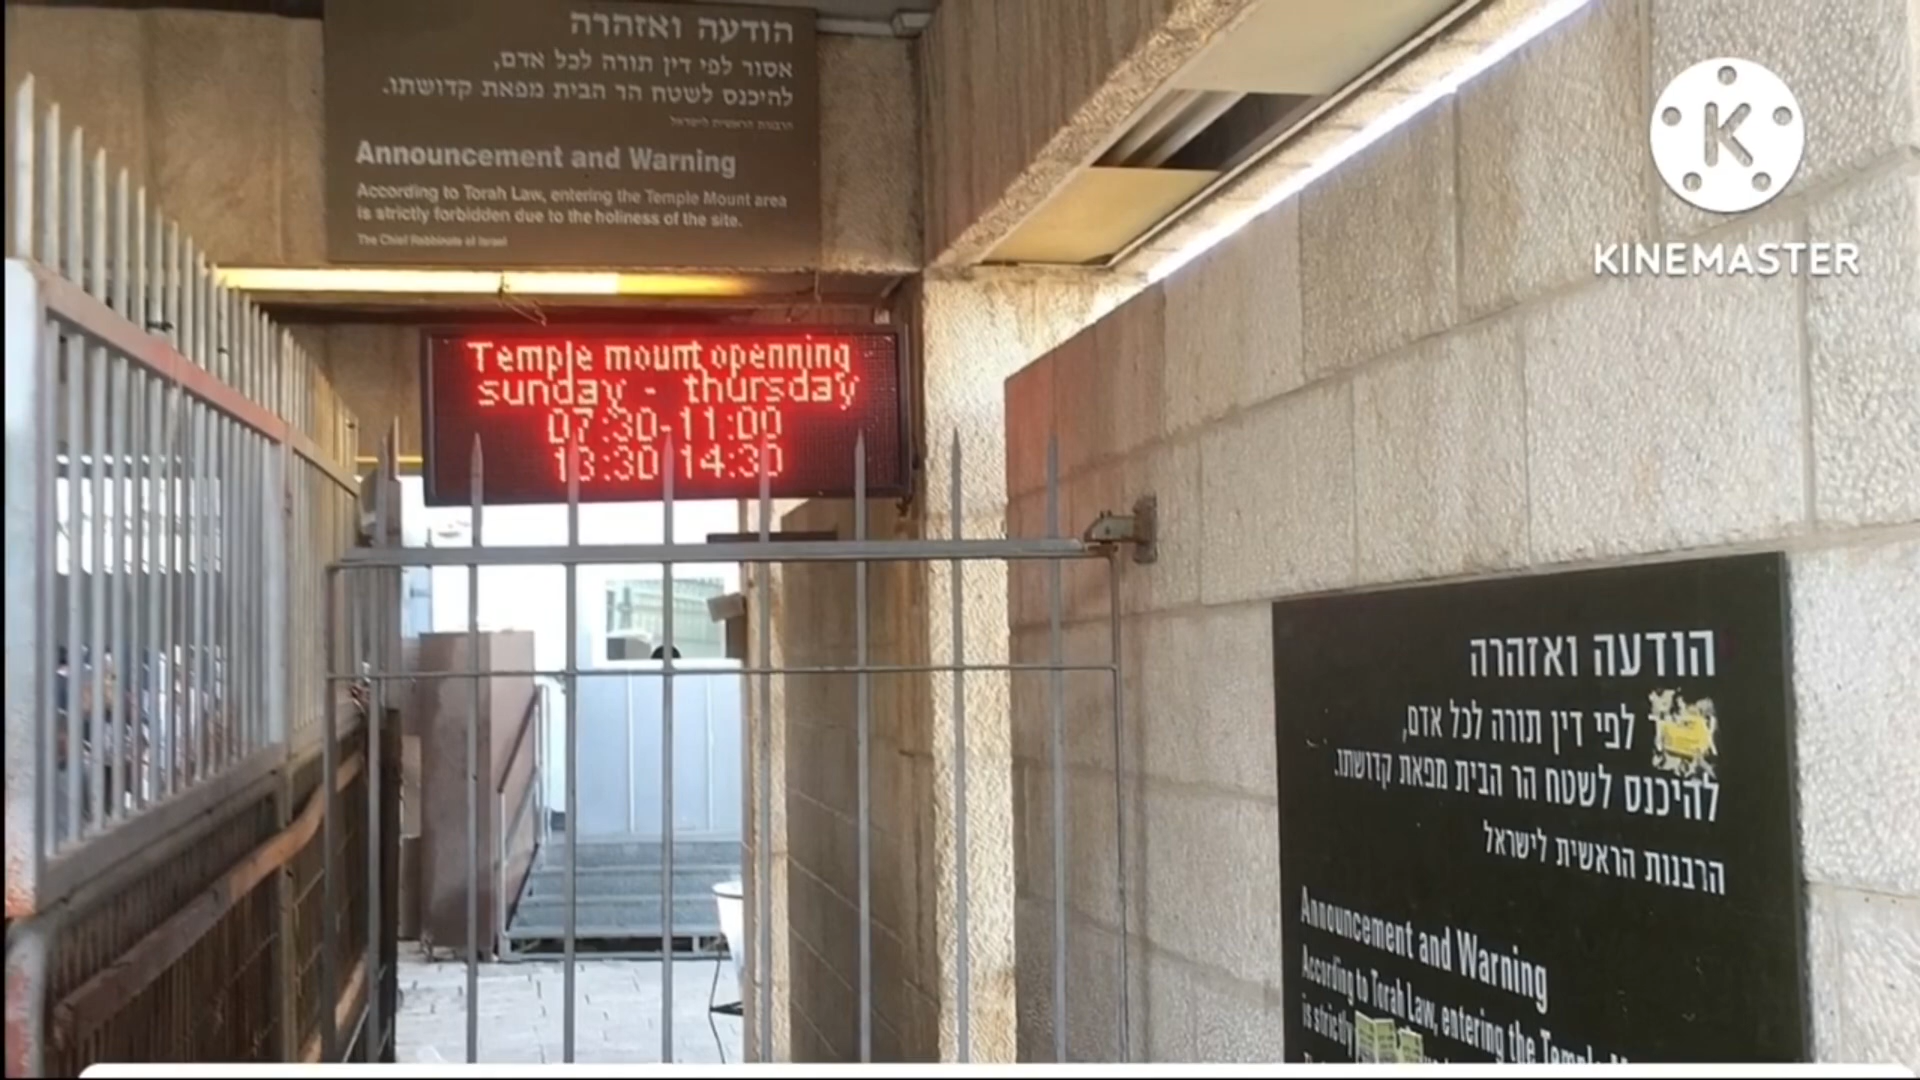 הודעה ואזהרה
אסור לפי דין תורה לכל אדם,
להיכנס לשטח הר הבית מפאת קדושתו.
הרבנות הראשית לישראל
Announcement and Warning
According to Torah Law, entering the Temple Mount area
is strictly forbidden due to the holiness of the site.
The Chief Rabbinate of Israel
Temple mount openning
sunday - thursday
07:30-11:00
13:30 14:30
K
KINEMASTER
הודעה ואזהרה
לפי דין תורה לכל אדם,
להיכנס לשטח הר הבית מפאת קדושתו.
הרבנות הראשית לישראל
Announcement and Warning
According to Torah Law, entering the Temple
is strictly